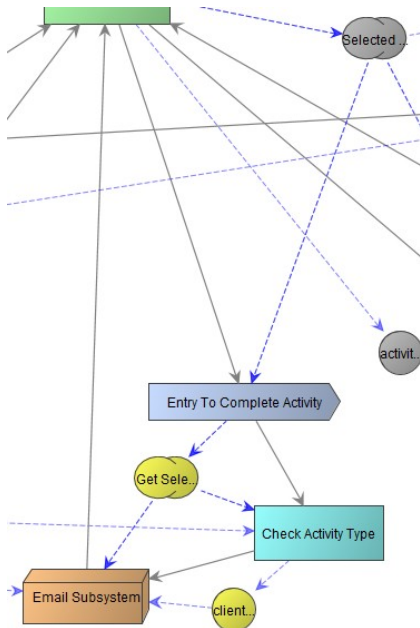 Selected ...
activit...
Entry To Complete Activity
Get Sele...
Check Activity Type
Email Subsystem
client...